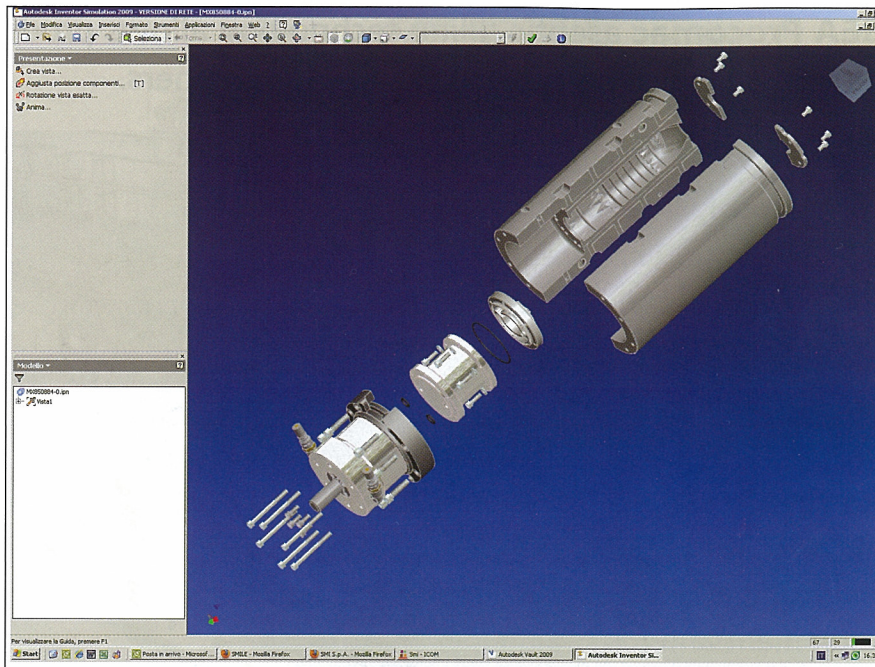 Autodesk Inventor Simulation 2009 - VERSIONE DI RETE - [MX850884-0.ipn]
File Modifica Visualizza Inserisci Formato Strumenti Applicazioni Finestra Web ?
Seleziona
Presentazione
Crea vista...
Aggiusta posizione componenti... [T]
Rotazione vista esatta...
Anima...
Modello
MX850884-0.ipn
Vista1
Per visualizzare la Guida, premere F1
67 29
Start Posta in arrivo - Microsof... SMILE - Mozilla Firefox SMI S.p.A. - Mozilla Firefox Smi - ICOM Autodesk Vault 2009 Autodesk Inventor Si...